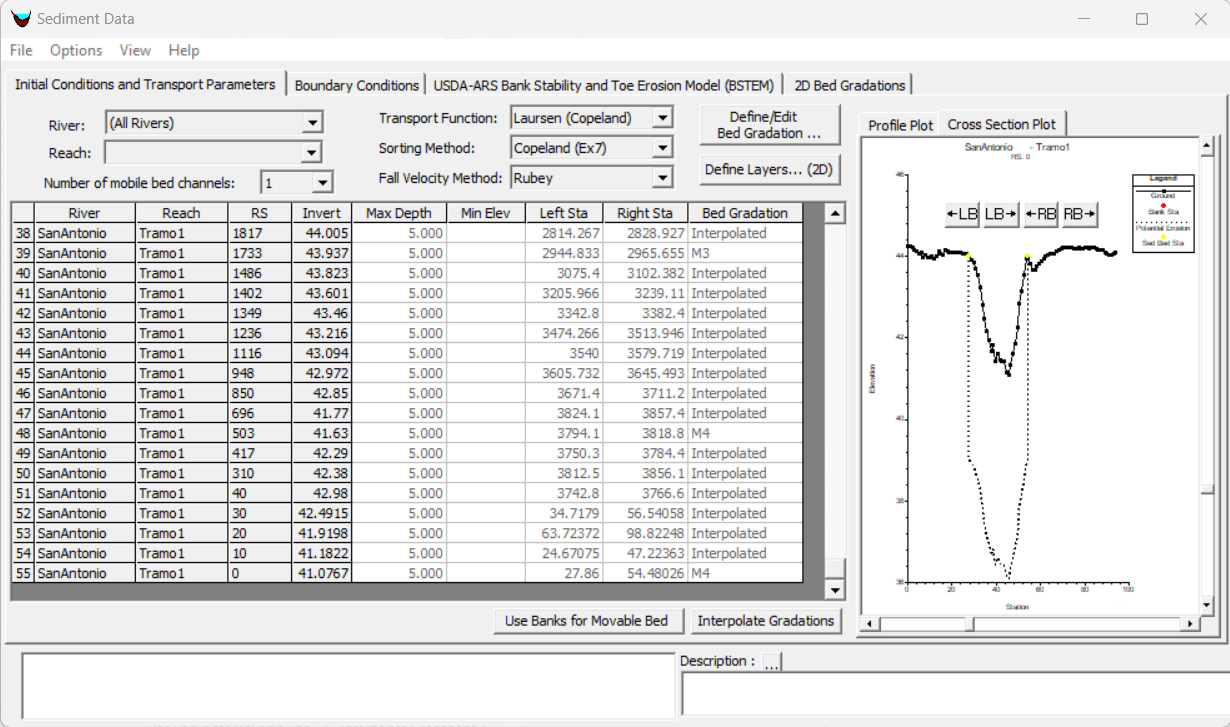 Sediment Data
File Options View Help
Initial Conditions and Transport Parameters Boundary Conditions USDA-ARS Bank Stability and Toe Erosion Model (BSTEM) 2D Bed Gradations
River: (All Rivers)
Reach:
Number of mobile bed channels: 1
Transport Function: Laursen (Copeland)
Sorting Method: Copeland (Ex7)
Fall Velocity Method: Rubey
Define/Edit
Bed Gradation ...
Define Layers... (2D)
River Reach RS Invert Max Depth Min Elev Left Sta Right Sta Bed Gradation
38 SanAntonio Tramo1 1817 44.005 5.000 2814.267 2828.927 Interpolated
39 SanAntonio Tramo1 1733 43.937 5.000 2944.833 2965.655 M3
40 SanAntonio Tramo1 1486 43.823 5.000 3075.4 3102.382 Interpolated
41 SanAntonio Tramo1 1402 43.601 5.000 3205.966 3239.11 Interpolated
42 SanAntonio Tramo1 1349 43.46 5.000 3342.8 3382.4 Interpolated
43 SanAntonio Tramo1 1236 43.216 5.000 3474.266 3513.946 Interpolated
44 SanAntonio Tramo1 1116 43.094 5.000 3540 3579.719 Interpolated
45 SanAntonio Tramo1 948 42.972 5.000 3605.732 3645.493 Interpolated
46 SanAntonio Tramo1 850 42.85 5.000 3671.4 3711.2 Interpolated
47 SanAntonio Tramo1 696 41.77 5.000 3824.1 3857.4 Interpolated
48 SanAntonio Tramo1 503 41.63 5.000 3794.1 3818.8 M4
49 SanAntonio Tramo1 417 42.29 5.000 3750.3 3784.4 Interpolated
50 SanAntonio Tramo1 310 42.38 5.000 3812.5 3856.1 Interpolated
51 SanAntonio Tramo1 40 42.98 5.000 3742.8 3766.6 Interpolated
52 SanAntonio Tramo1 30 42.4915 5.000 34.7179 56.54058 Interpolated
53 SanAntonio Tramo1 20 41.9198 5.000 63.72372 98.82248 Interpolated
54 SanAntonio Tramo1 10 41.1822 5.000 24.67075 47.22363 Interpolated
55 SanAntonio Tramo1 0 41.0767 5.000 27.86 54.48026 M4
Use Banks for Movable Bed Interpolate Gradations
Profile Plot Cross Section Plot
SanAntonio - Tramo1
RS: 0
←LB LB→ ←RB RB→
Legend
Ground
Bank Sta
Potential Erosion
Sed Bed Sta
Elevation
46
44
42
40
38
36
0 20 40 60 80 100
Station
Description : ...